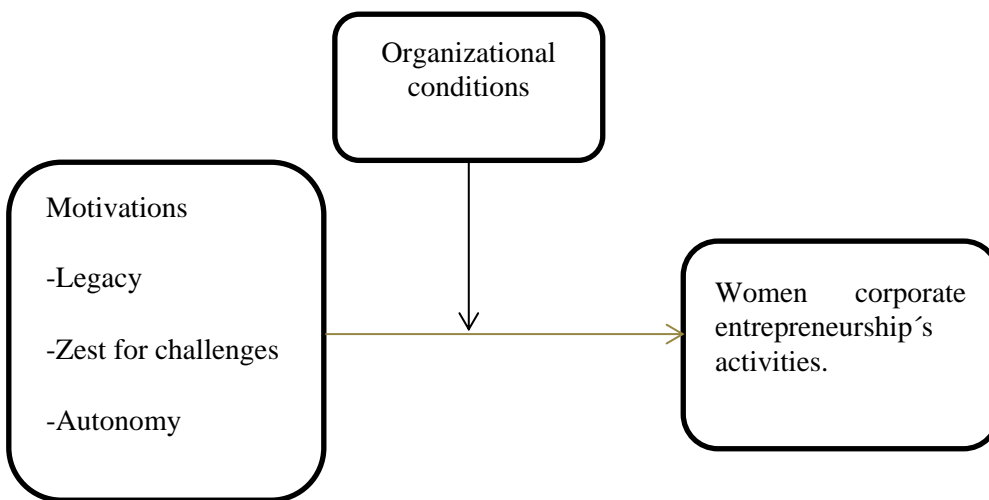 Organizational
conditions
Motivations
-Legacy
-Zest for challenges
-Autonomy
Women corporate
entrepreneurship´s
activities.